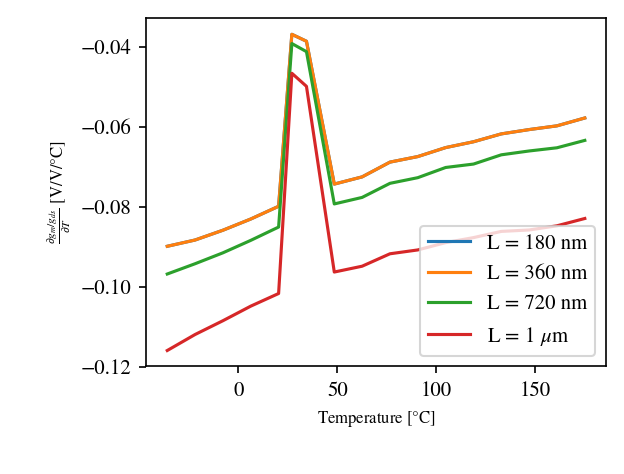 −0.04
−0.06
−0.08
−0.10
−0.12
∂gm/gds
∂T
[V/V/°C]
0
50
100
150
Temperature [°C]
L = 180 nm
L = 360 nm
L = 720 nm
L = 1 μm